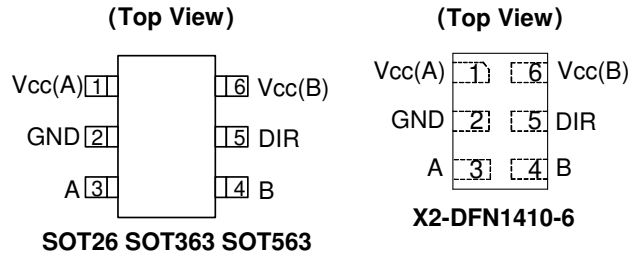 (Top View)
Vcc(A) 1 6 Vcc(B)
GND 2 5 DIR
A 3 4 B
SOT26 SOT363 SOT563
(Top View)
Vcc(A) 1 6 Vcc(B)
GND 2 5 DIR
A 3 4 B
X2-DFN1410-6